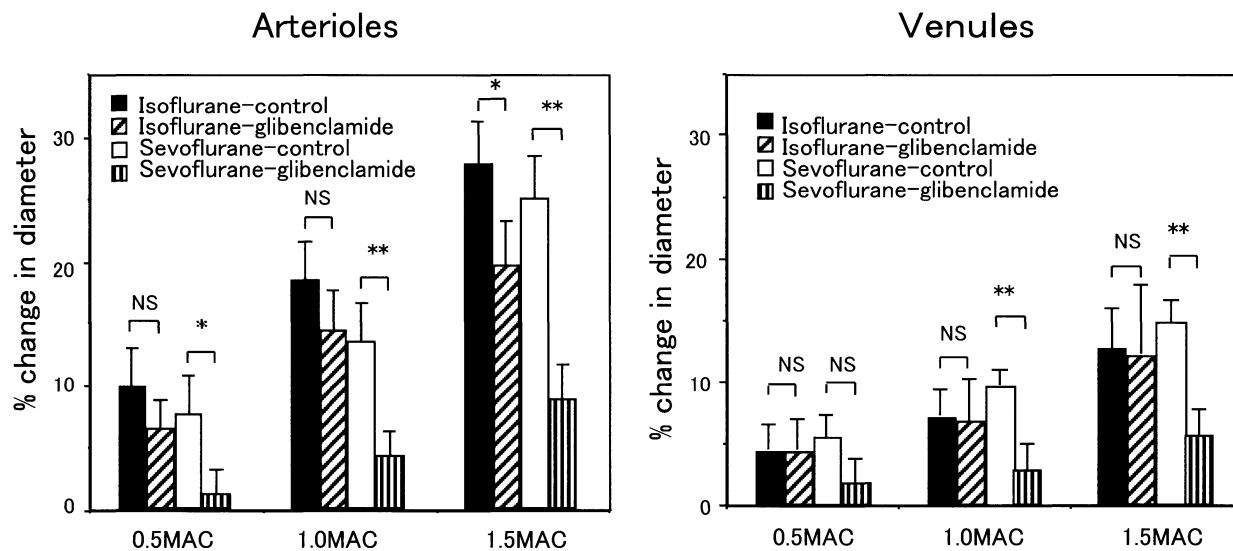 Arterioles
Isoflurane-control
Isoflurane-glibenclamide
Sevoflurane-control
Sevoflurane-glibenclamide
% change in diameter
30
20
10
0
NS
*
NS
**
*
**
0.5MAC
1.0MAC
1.5MAC
Venules
Isoflurane-control
Isoflurane-glibenclamide
Sevoflurane-control
Sevoflurane-glibenclamide
% change in diameter
30
20
10
0
NS
NS
NS
**
NS
**
0.5MAC
1.0MAC
1.5MAC